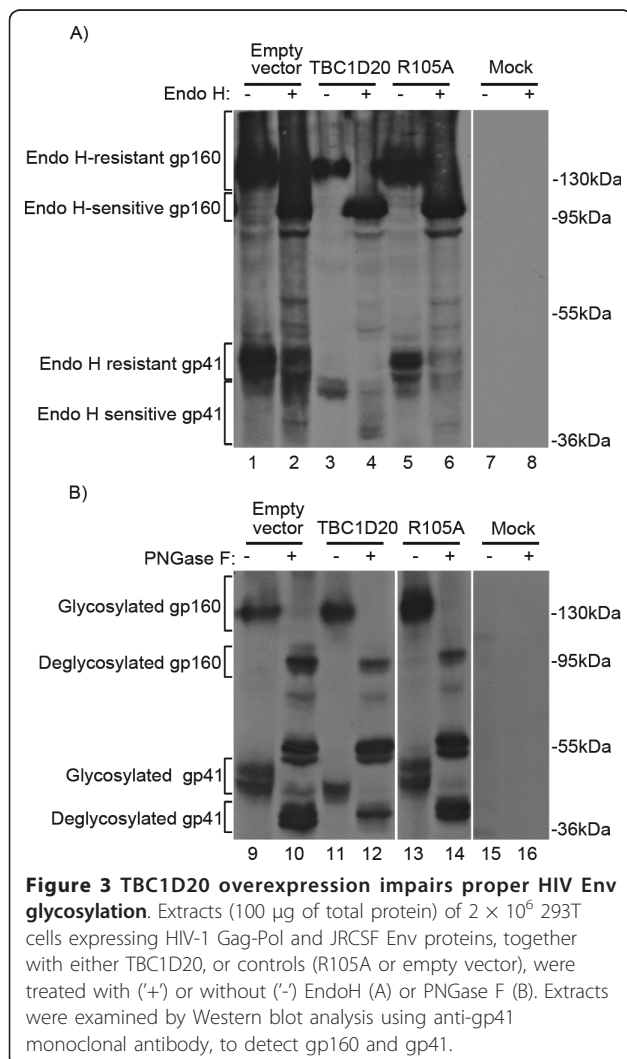 A)
Empty
vector TBC1D20 R105A Mock
Endo H: - + - + - + - +
Endo H-resistant gp160
-130kDa
Endo H-sensitive gp160
-95kDa
-55kDa
Endo H resistant gp41
Endo H sensitive gp41
-36kDa
1 2 3 4 5 6 7 8
B)
Empty
vector TBC1D20 R105A Mock
PNGase F: - + - + - + - +
Glycosylated gp160
-130kDa
Deglycosylated gp160
-95kDa
-55kDa
Glycosylated gp41
Deglycosylated gp41
-36kDa
9 10 11 12 13 14 15 16
Figure 3 TBC1D20 overexpression impairs proper HIV Env
glycosylation. Extracts (100 μg of total protein) of 2 × 10⁶ 293T
cells expressing HIV-1 Gag-Pol and JRCSF Env proteins, together
with either TBC1D20, or controls (R105A or empty vector), were
treated with ('+') or without ('-') EndoH (A) or PNGase F (B). Extracts
were examined by Western blot analysis using anti-gp41
monoclonal antibody, to detect gp160 and gp41.